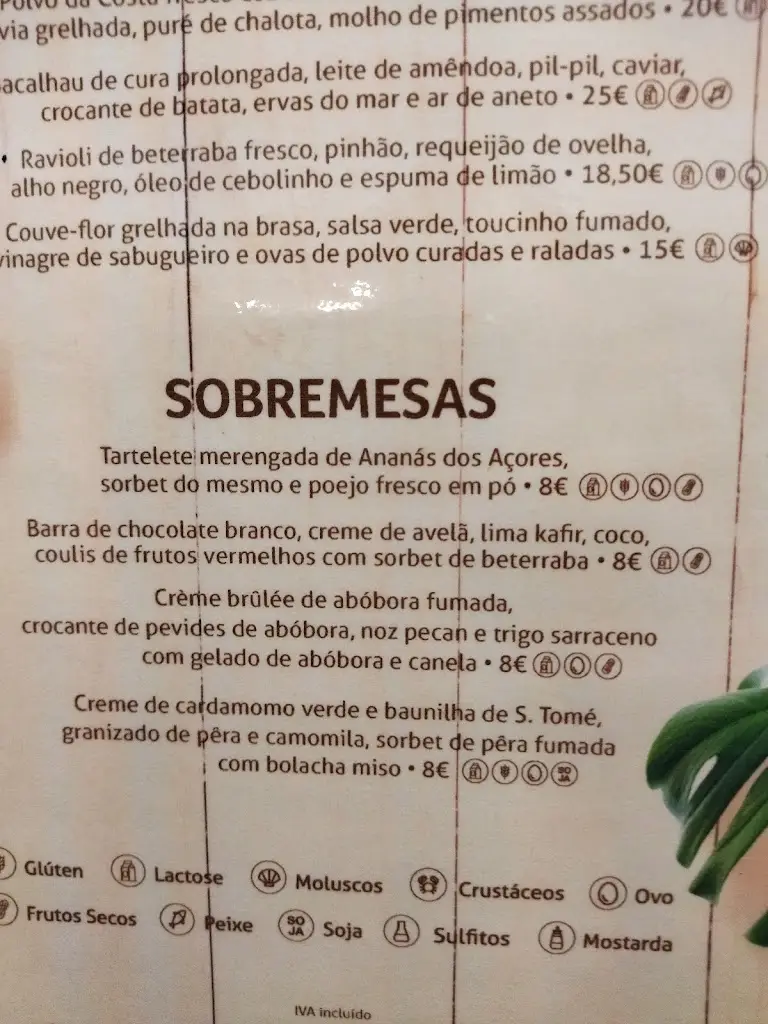 Polvo da Costa
via grelhada, puré de chalota, molho de pimentos assados • 20€
acalhau de cura prolongada, leite de amêndoa, pil-pil, caviar,
crocante de batata, ervas do mar e ar de aneto • 25€
• Ravioli de beterraba fresco, pinhão, requeijão de ovelha,
alho negro, óleo de cebolinho e espuma de limão • 18,50€
Couve-flor grelhada na brasa, salsa verde, toucinho fumado,
vinagre de sabugueiro e ovas de polvo curadas e raladas • 15€
SOBREMESAS
Tartelete merengada de Ananás dos Açores,
sorbet do mesmo e poejo fresco em pó • 8€
Barra de chocolate branco, creme de avelã, lima kafir, coco,
coulis de frutos vermelhos com sorbet de beterraba • 8€
Crème brûlée de abóbora fumada,
crocante de pevides de abóbora, noz pecan e trigo sarraceno
com gelado de abóbora e canela • 8€
Creme de cardamomo verde e baunilha de S. Tomé,
granizado de pêra e camomila, sorbet de pêra fumada
com bolacha miso • 8€ SO JA
Glúten Lactose Moluscos Crustáceos Ovo
Frutos Secos Peixe SO JA Soja Sulfitos Mostarda
IVA incluído